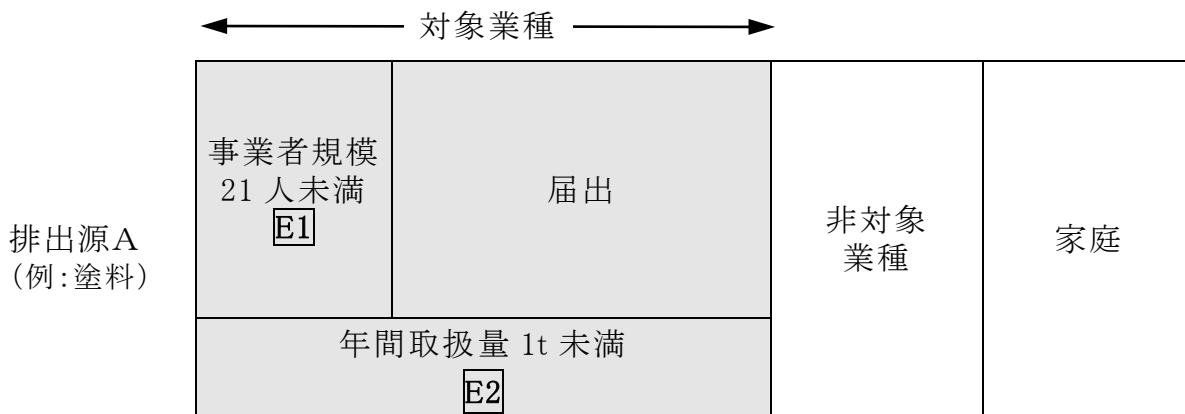 対象業種
事業者規模
21 人未満
E1
届出
排出源A
(例:塗料)
非対象
業種
家庭
年間取扱量 1t 未満
E2